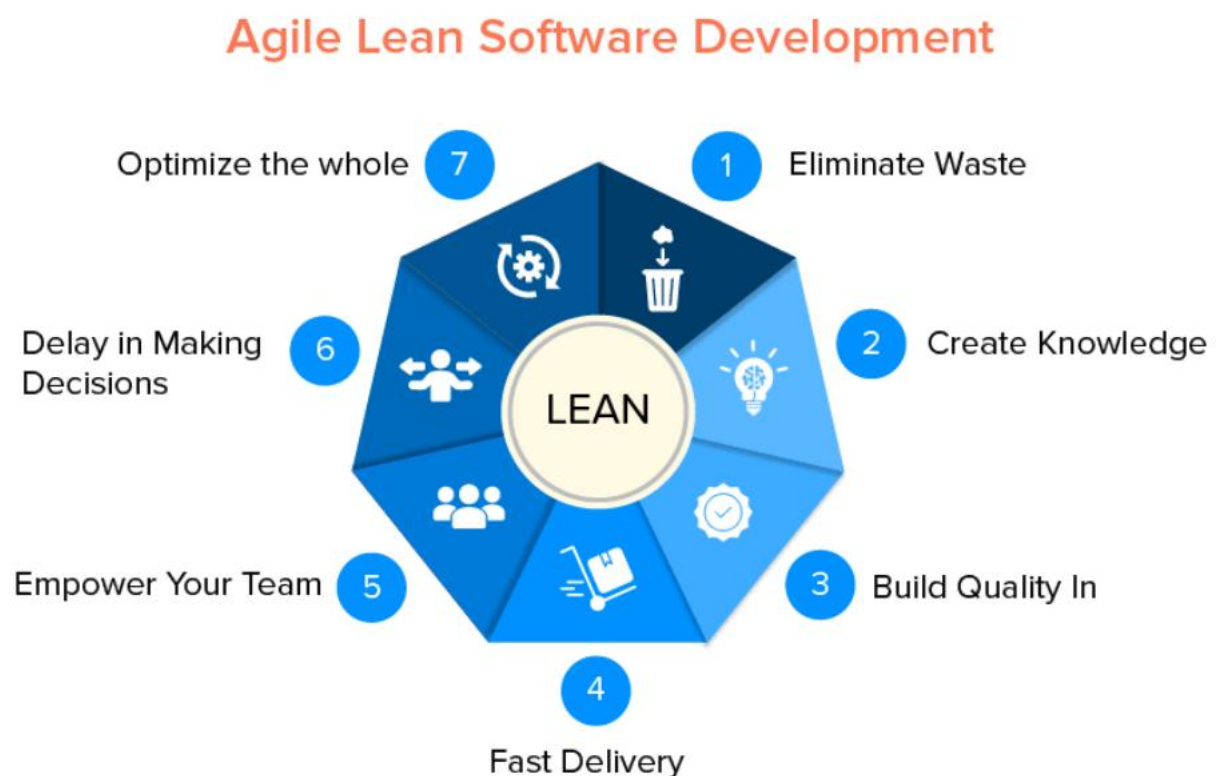 Agile Lean Software Development
1
Eliminate Waste
2
Create Knowledge
3
Build Quality In
4
Fast Delivery
5
Empower Your Team
6
Delay in Making
Decisions
7
Optimize the whole
LEAN